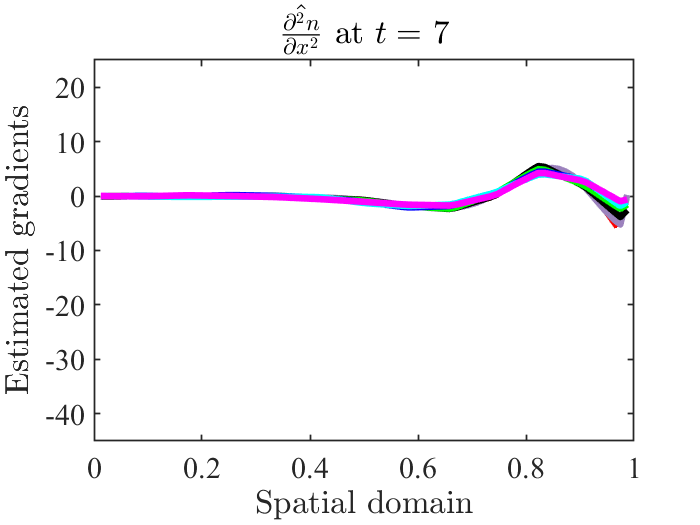 ∂²n̂/∂x² at t = 7
Estimated gradients
20
10
0
-10
-20
-30
-40
0 0.2 0.4 0.6 0.8 1
Spatial domain